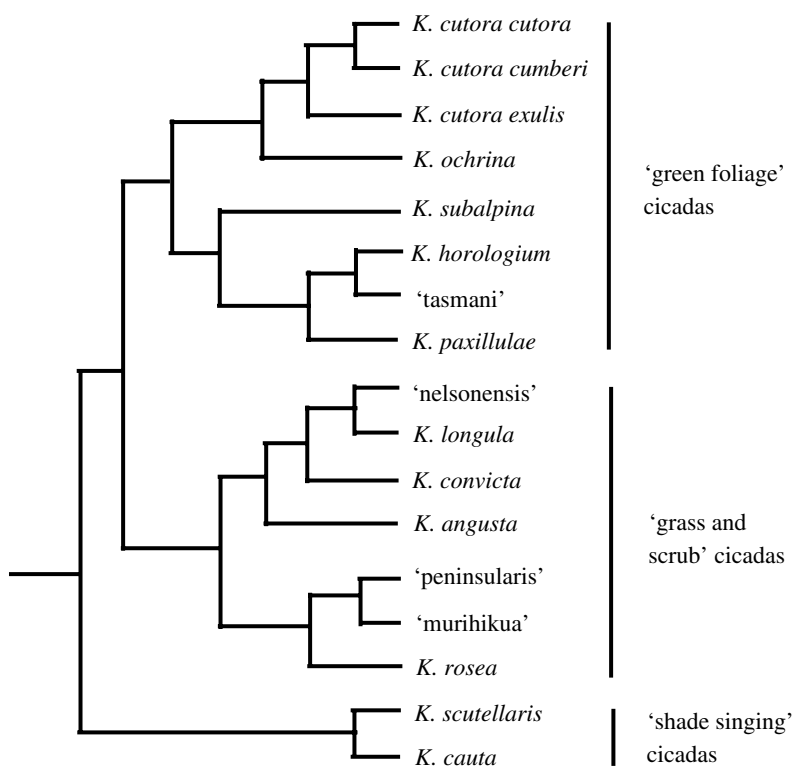 K. cutora cutora
K. cutora cumberi
K. cutora exulis
K. ochrina
K. subalpina
K. horologium
‘tasmani’
K. paxillulae
‘green foliage’
cicadas
‘nelsonensis’
K. longula
K. convicta
K. angusta
‘peninsularis’
‘murihikua’
K. rosea
‘grass and
scrub’ cicadas
K. scutellaris
K. cauta
‘shade singing’
cicadas